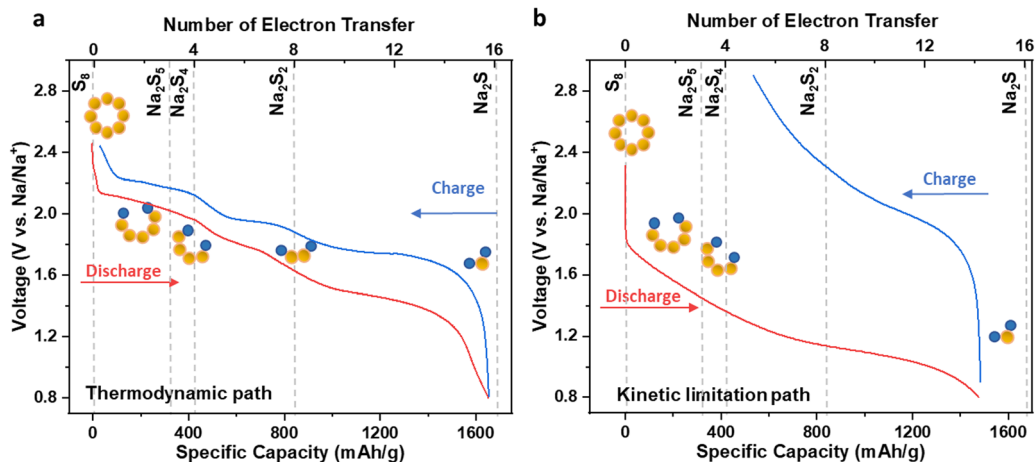 a
Number of Electron Transfer
0 4 8 12 16
S₈
Na₂S₅
Na₂S₄
Na₂S₂
Na₂S
2.8
2.4
2.0
1.6
1.2
0.8
Voltage (V vs. Na/Na⁺)
Charge
Discharge
Thermodynamic path
0 400 800 1200 1600
Specific Capacity (mAh/g)
b
Number of Electron Transfer
0 4 8 12 16
S₈
Na₂S₅
Na₂S₄
Na₂S₂
Na₂S
2.8
2.4
2.0
1.6
1.2
0.8
Voltage (V vs. Na/Na⁺)
Charge
Discharge
Kinetic limitation path
0 400 800 1200 1600
Specific Capacity (mAh/g)